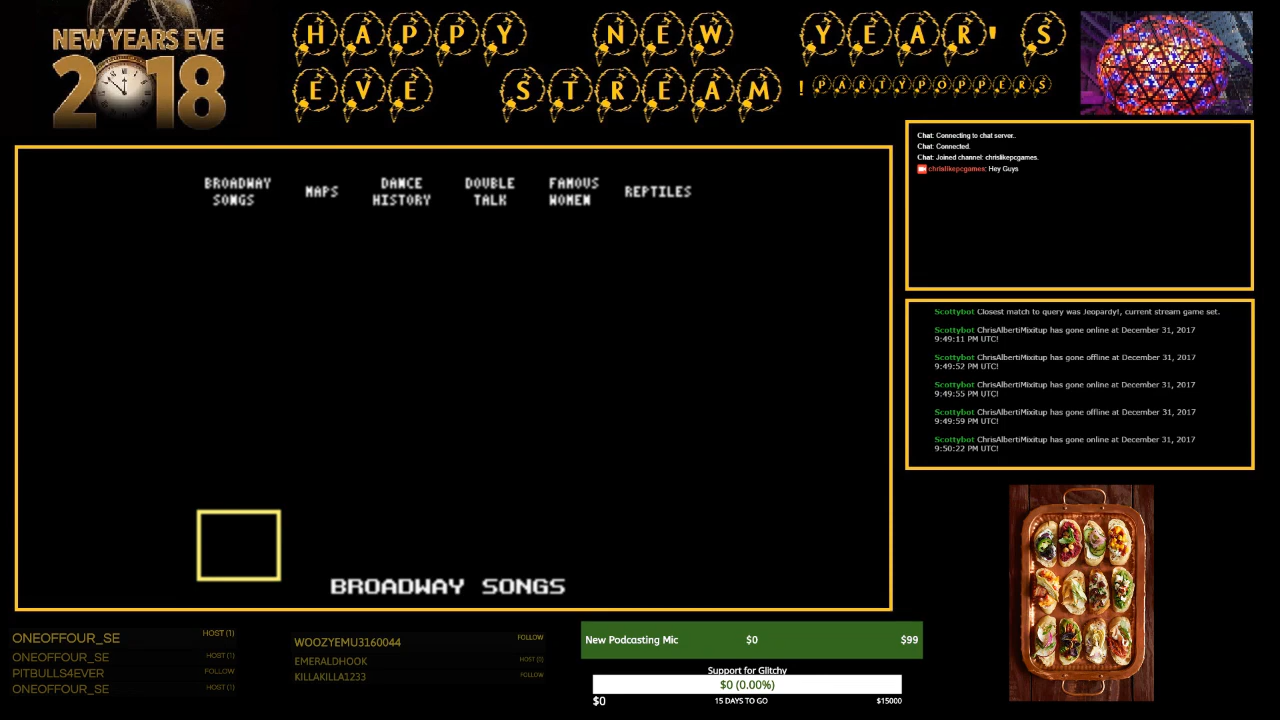 NEW YEARS EVE
2018
HAPPY NEW YEAR'S
EVE STREAM !PARTYPOPPERS
BROADWAY
SONGS
MAPS
DANCE
HISTORY
DOUBLE
TALK
FAMOUS
WOMEN
REPTILES
BROADWAY SONGS
Chat: Connecting to chat server..
Chat: Connected.
Chat: Joined channel: chrislikepcgames.
chrislikepcgames: Hey Guys
Scottybot Closest match to query was Jeopardy!, current stream game set.
Scottybot ChrisAlbertiMixitup has gone online at December 31, 2017
9:49:11 PM UTC!
Scottybot ChrisAlbertiMixitup has gone offline at December 31, 2017
9:49:52 PM UTC!
Scottybot ChrisAlbertiMixitup has gone online at December 31, 2017
9:49:55 PM UTC!
Scottybot ChrisAlbertiMixitup has gone offline at December 31, 2017
9:49:59 PM UTC!
Scottybot ChrisAlbertiMixitup has gone online at December 31, 2017
9:50:22 PM UTC!
ONEOFFOUR_SE HOST (1)
ONEOFFOUR_SE HOST (1)
PITBULLS4EVER FOLLOW
ONEOFFOUR_SE HOST (1)
WOOZYEMU3160044 FOLLOW
EMERALDHOOK HOST (0)
KILLAKILLA1233 FOLLOW
New Podcasting Mic $0 $99
Support for Glitchy
$0 (0.00%)
$0 15 DAYS TO GO $15000